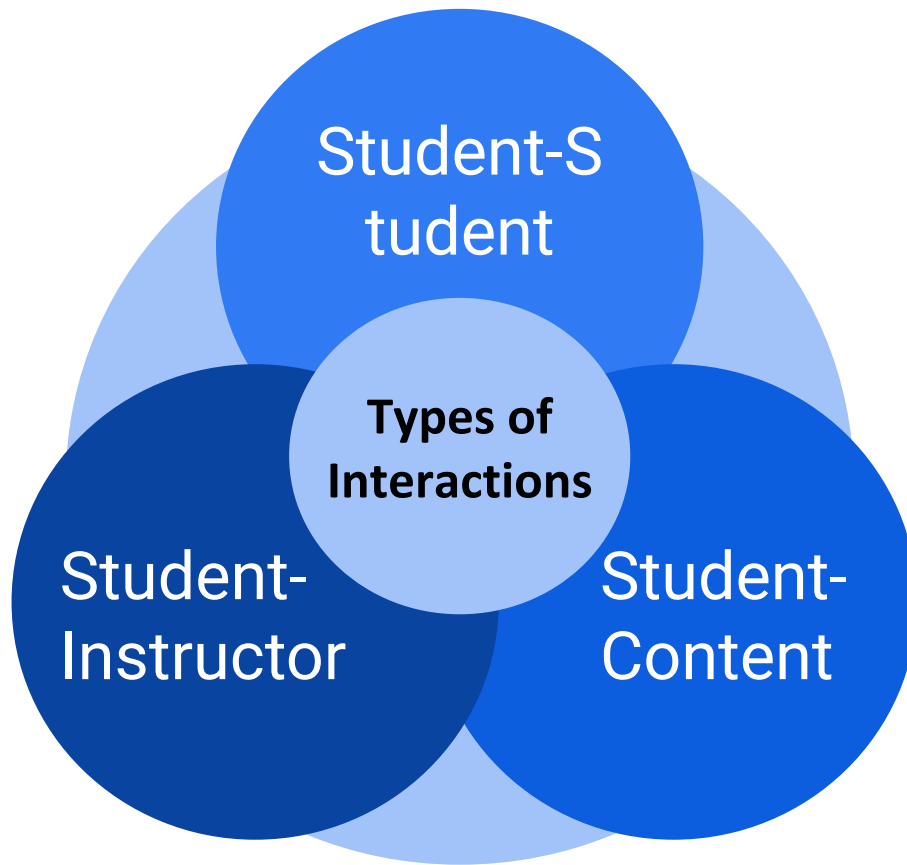 Student-S
tudent
Types of
Interactions
Student-
Instructor
Student-
Content